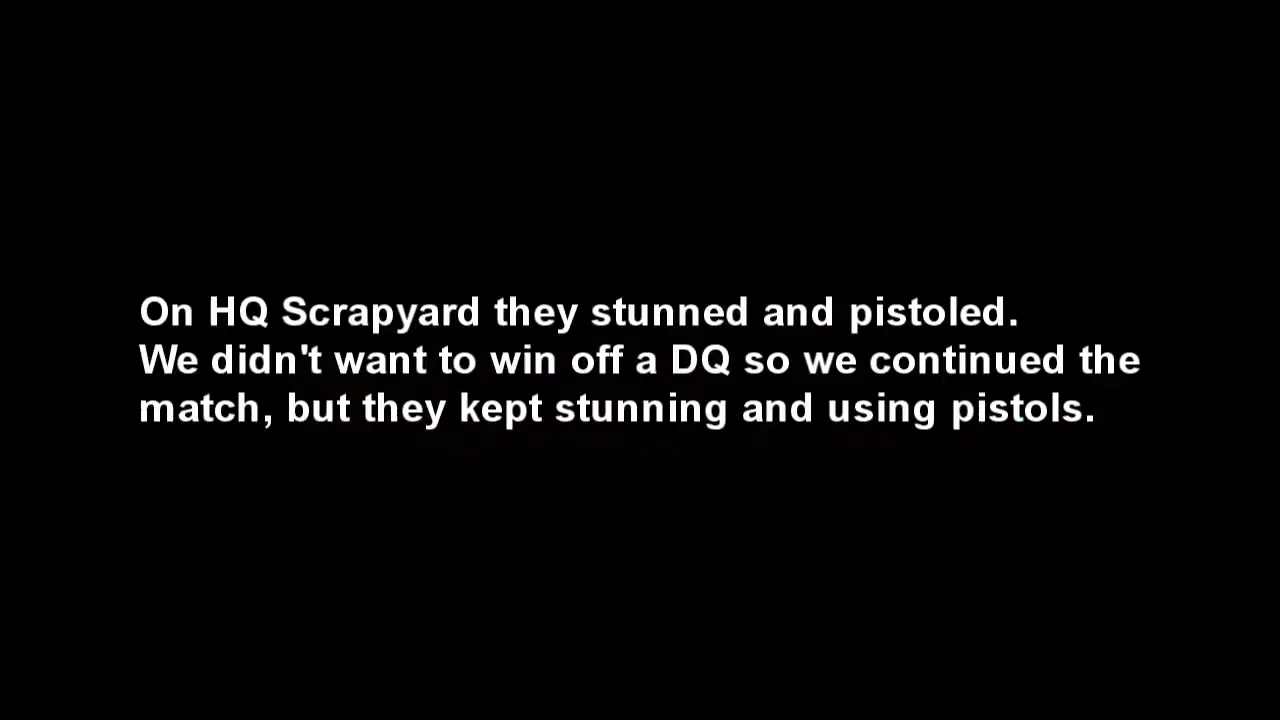 On HQ Scrapyard they stunned and pistoled.
We didn't want to win off a DQ so we continued the
match, but they kept stunning and using pistols.